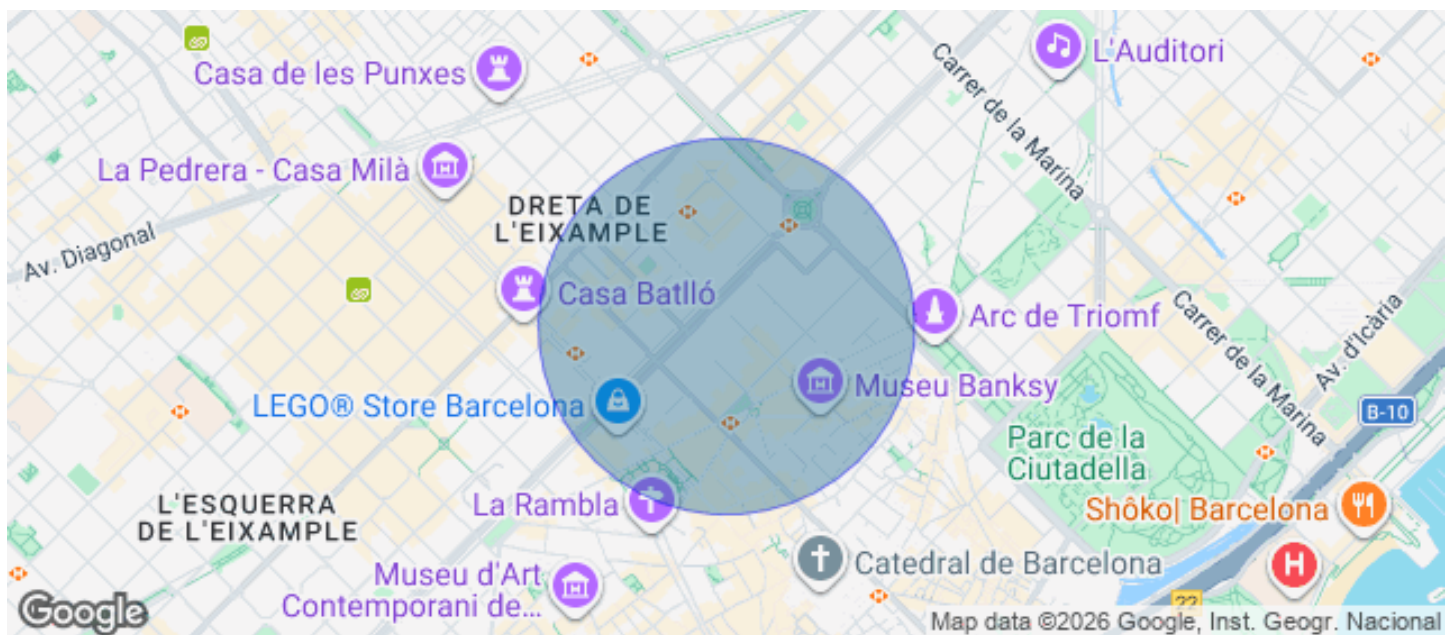 Casa de les Punxes
L'Auditori
Carrer de la Marina
La Pedrera - Casa Milà
DRETA DE
L'EIXAMPLE
Av. Diagonal
Casa Batlló
Arc de Triomf
Carrer de la Marina
Av. d'Icària
LEGO® Store Barcelona
Museu Banksy
B-10
Parc de la
Ciutadella
L'ESQUERRA
DE L'EIXAMPLE
La Rambla
Shôko| Barcelona
Catedral de Barcelona
H
Museu d'Art
Contemporani de...
22
Google
Map data ©2026 Google, Inst. Geogr. Nacional